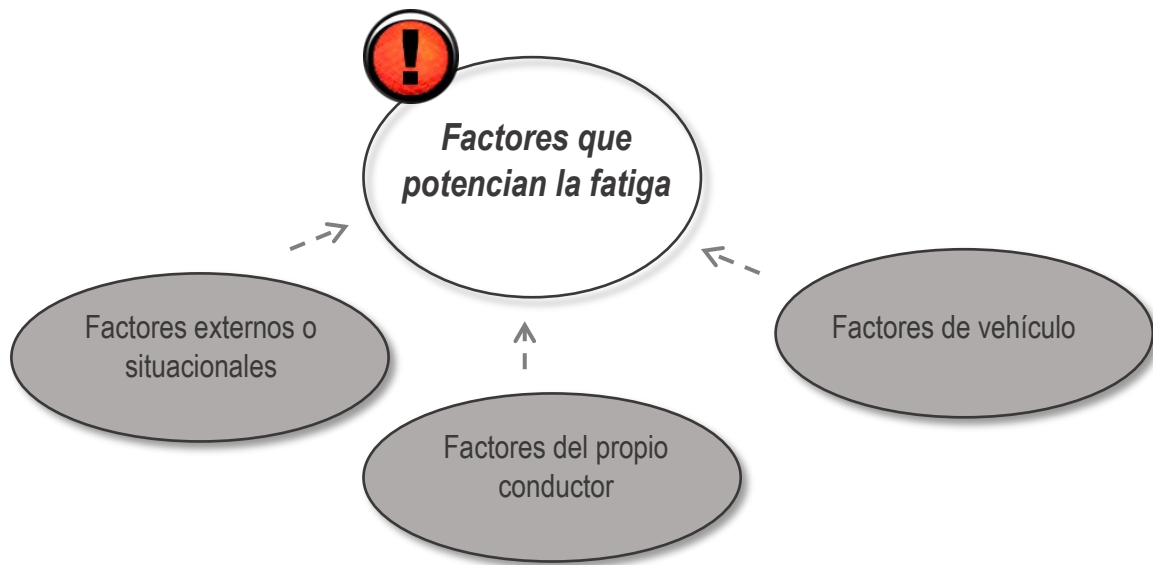 Factores que
potencian la fatiga
Factores externos o
situacionales
Factores de vehículo
Factores del propio
conductor